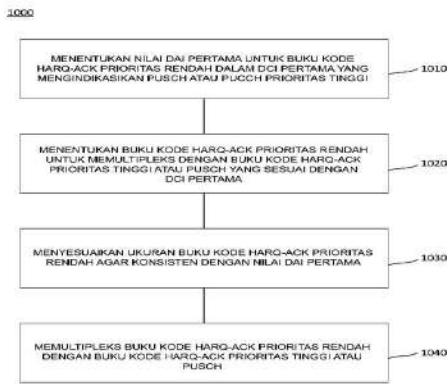 1000
MENENTUKAN NILAI DAI PERTAMA UNTUK BUKU KODE
HARQ-ACK PRIORITAS RENDAH DALAM DCI PERTAMA YANG
MENGINDIKASIKAN PUSCH ATAU PUCCH PRIORITAS TINGGI
1010
MENENTUKAN BUKU KODE HARQ-ACK PRIORITAS RENDAH
UNTUK MEMULTIPLEKS DENGAN BUKU KODE HARQ-ACK
PRIORITAS TINGGI ATAU PUSCH YANG SESUAI DENGAN
DCI PERTAMA
1020
MENYESUAIKAN UKURAN BUKU KODE HARQ-ACK PRIORITAS
RENDAH AGAR KONSISTEN DENGAN NILAI DAI PERTAMA
1030
MEMULTIPLEKS BUKU KODE HARQ-ACK PRIORITAS RENDAH
DENGAN BUKU KODE HARQ-ACK PRIORITAS TINGGI ATAU
PUSCH
1040